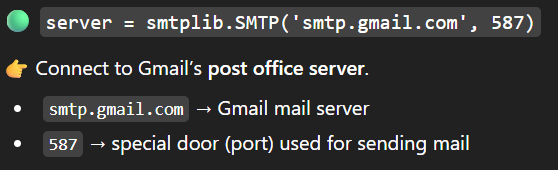 server = smtplib.SMTP('smtp.gmail.com', 587)
👉 Connect to Gmail’s post office server.
• smtp.gmail.com → Gmail mail server
• 587 → special door (port) used for sending mail